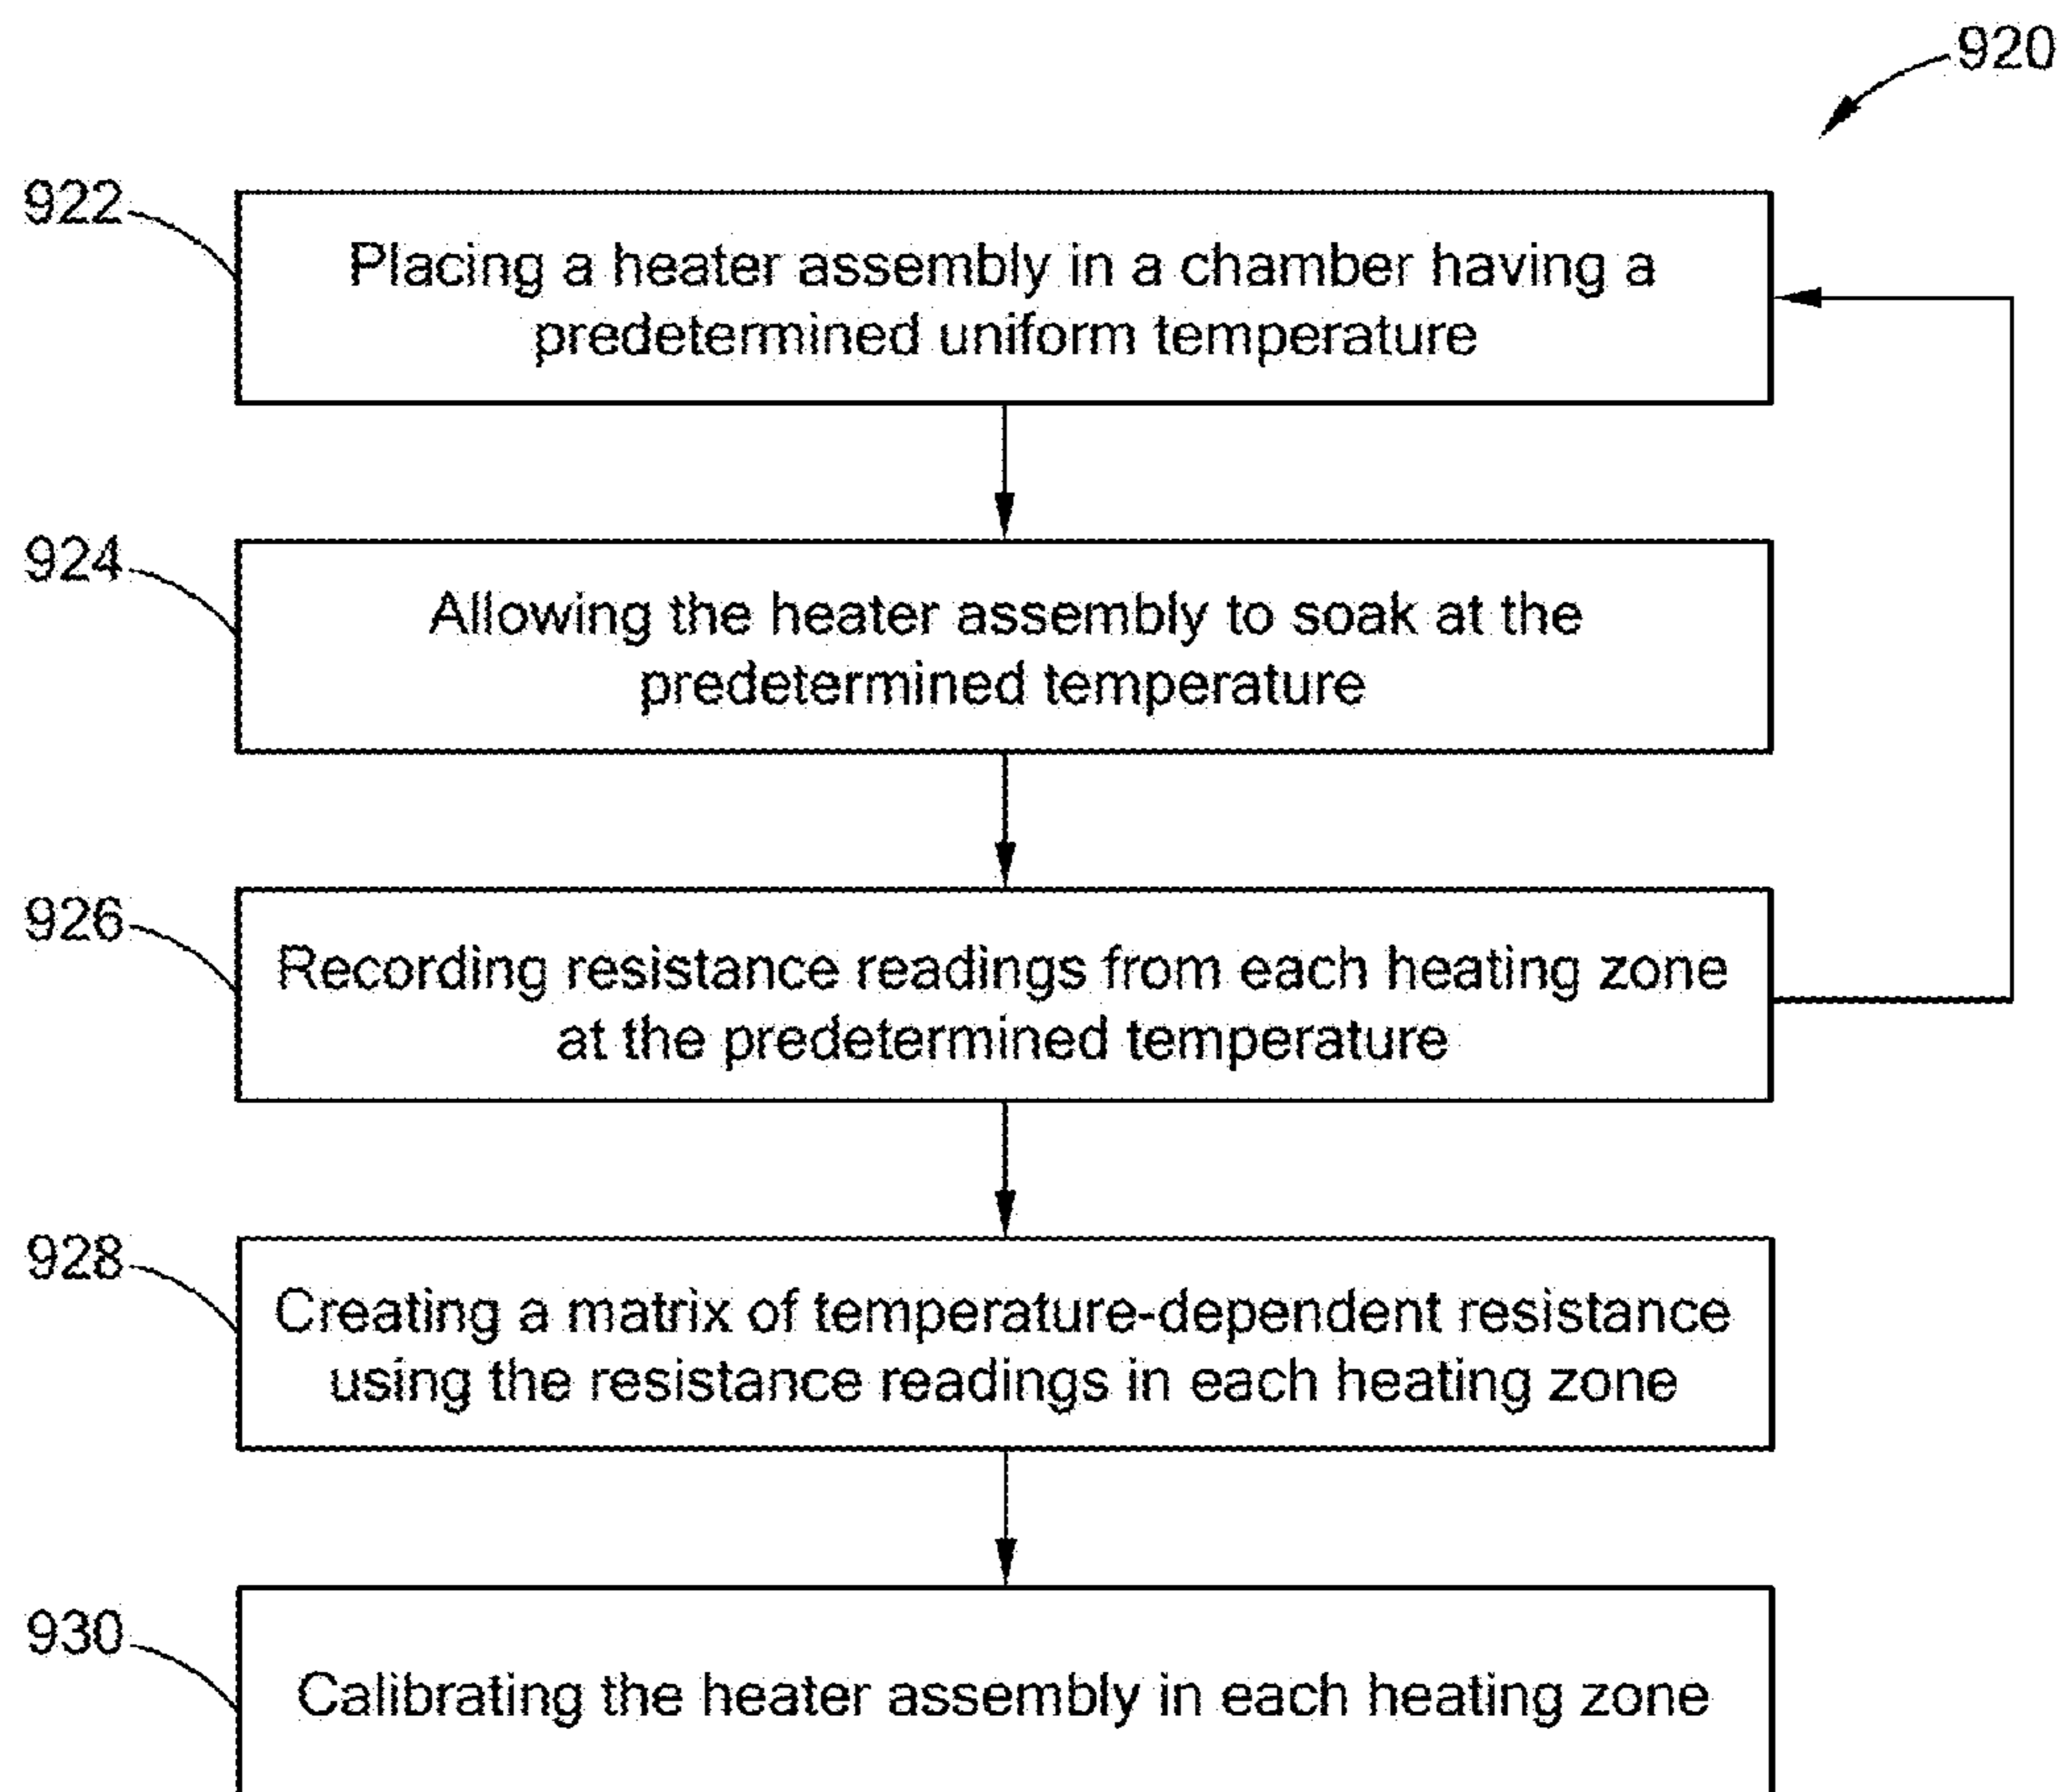 920
922
Placing a heater assembly in a chamber having a
predetermined uniform temperature
924
Allowing the heater assembly to soak at the
predetermined temperature
926
Recording resistance readings from each heating zone
at the predetermined temperature
928
Creating a matrix of temperature-dependent resistance
using the resistance readings in each heating zone
930
Calibrating the heater assembly in each heating zone